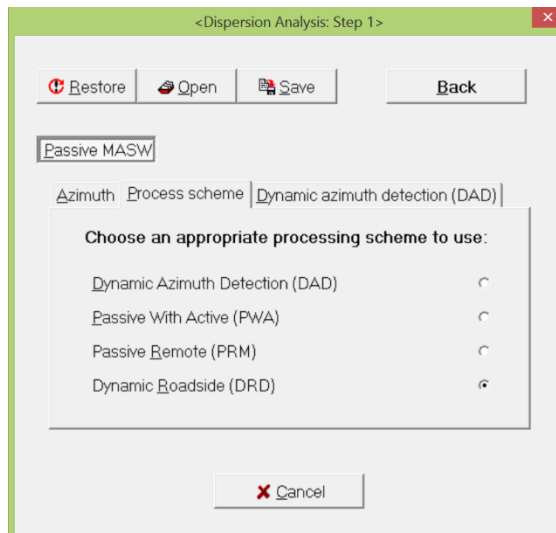 <Dispersion Analysis: Step 1>
Restore Open Save Back
Passive MASW
Azimuth Process scheme Dynamic azimuth detection (DAD)
Choose an appropriate processing scheme to use:
Dynamic Azimuth Detection (DAD)
Passive With Active (PWA)
Passive Remote (PRM)
Dynamic Roadside (DRD)
Cancel